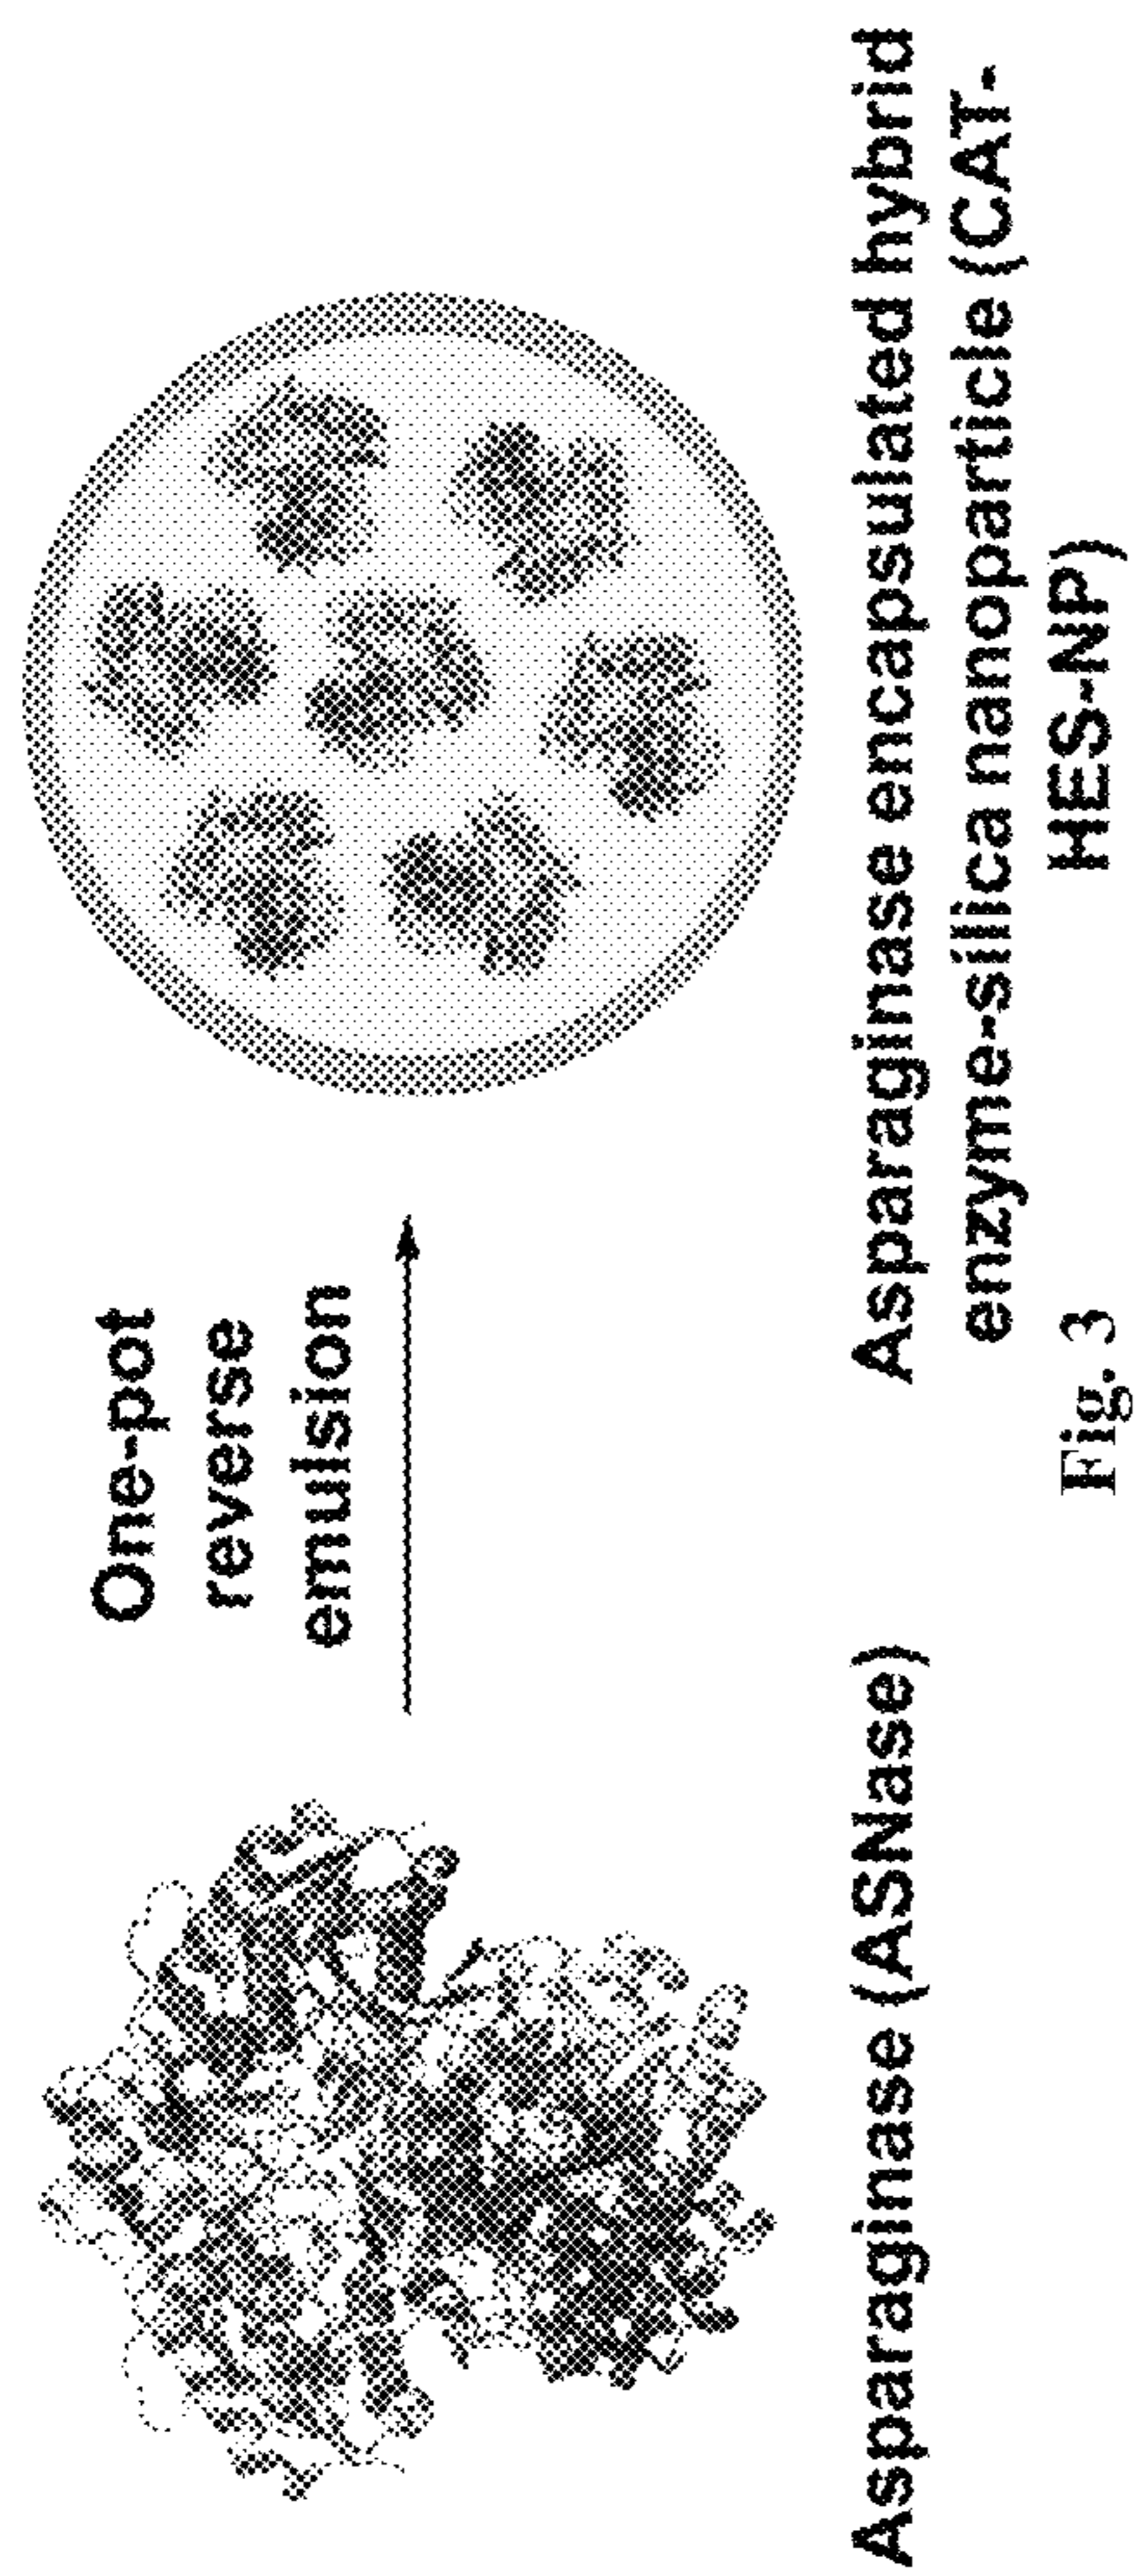 One-pot
reverse
emulsion
Asparaginase (ASNase)
Asparaginase encapsulated hybrid
enzyme-silica nanoparticle (CAT-
HES-NP)
Fig. 3